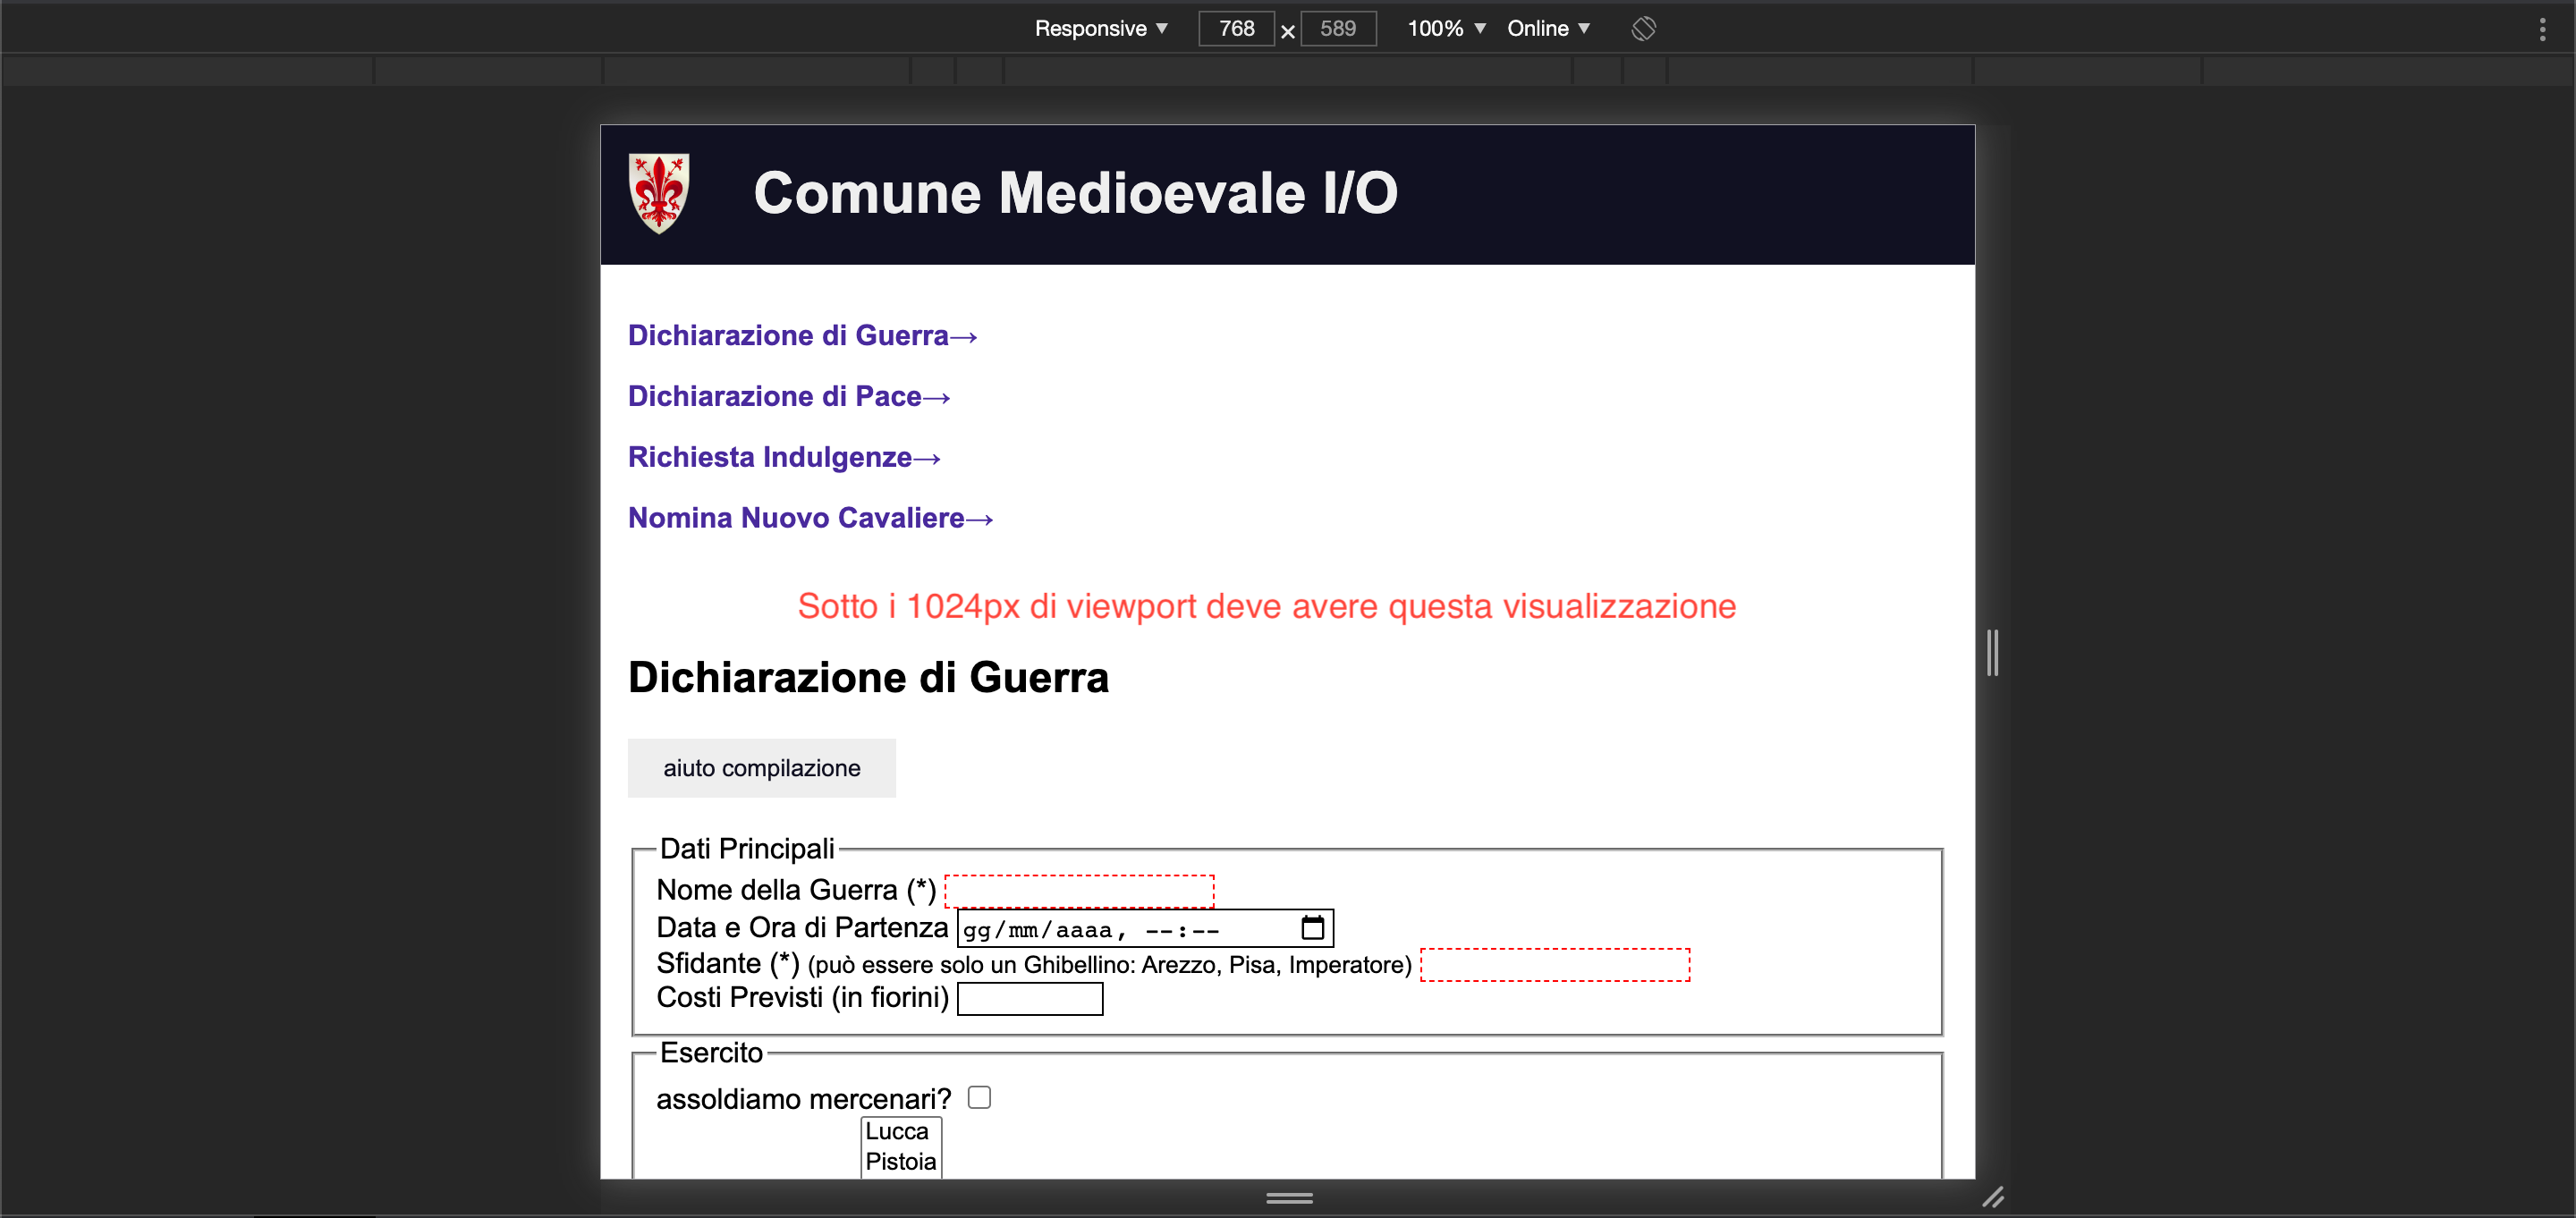 Responsive ▼ 768 × 589 100% ▼ Online ▼
Comune Medioevale I/O
Dichiarazione di Guerra→
Dichiarazione di Pace→
Richiesta Indulgenze→
Nomina Nuovo Cavaliere→
Sotto i 1024px di viewport deve avere questa visualizzazione
Dichiarazione di Guerra
aiuto compilazione
Dati Principali
Nome della Guerra (*)
Data e Ora di Partenza gg/mm/aaaa, --:--
Sfidante (*) (può essere solo un Ghibellino: Arezzo, Pisa, Imperatore)
Costi Previsti (in fiorini)
Esercito
assoldiamo mercenari?
Lucca
Pistoia